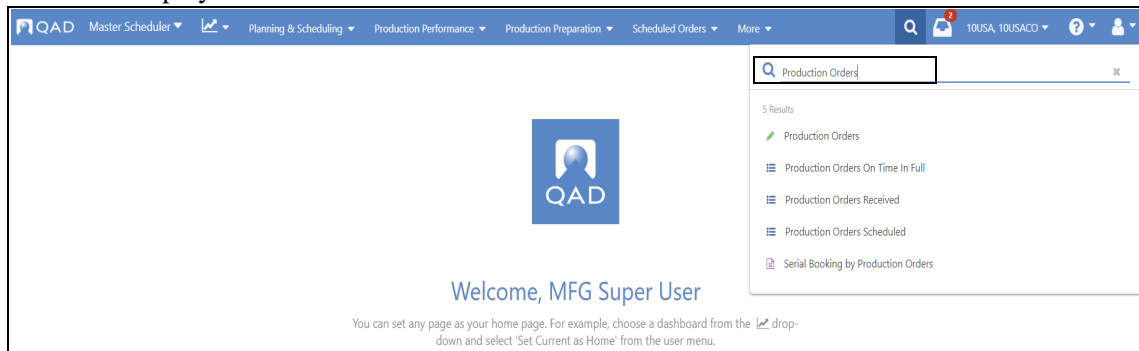 QAD Master Scheduler Planning & Scheduling Production Performance Production Preparation Scheduled Orders More 2 10USA, 10USACO ?
Production Orders x
5 Results
Production Orders
Production Orders On Time In Full
Production Orders Received
Production Orders Scheduled
Serial Booking by Production Orders
QAD
Welcome, MFG Super User
You can set any page as your home page. For example, choose a dashboard from the drop-
down and select 'Set Current as Home' from the user menu.